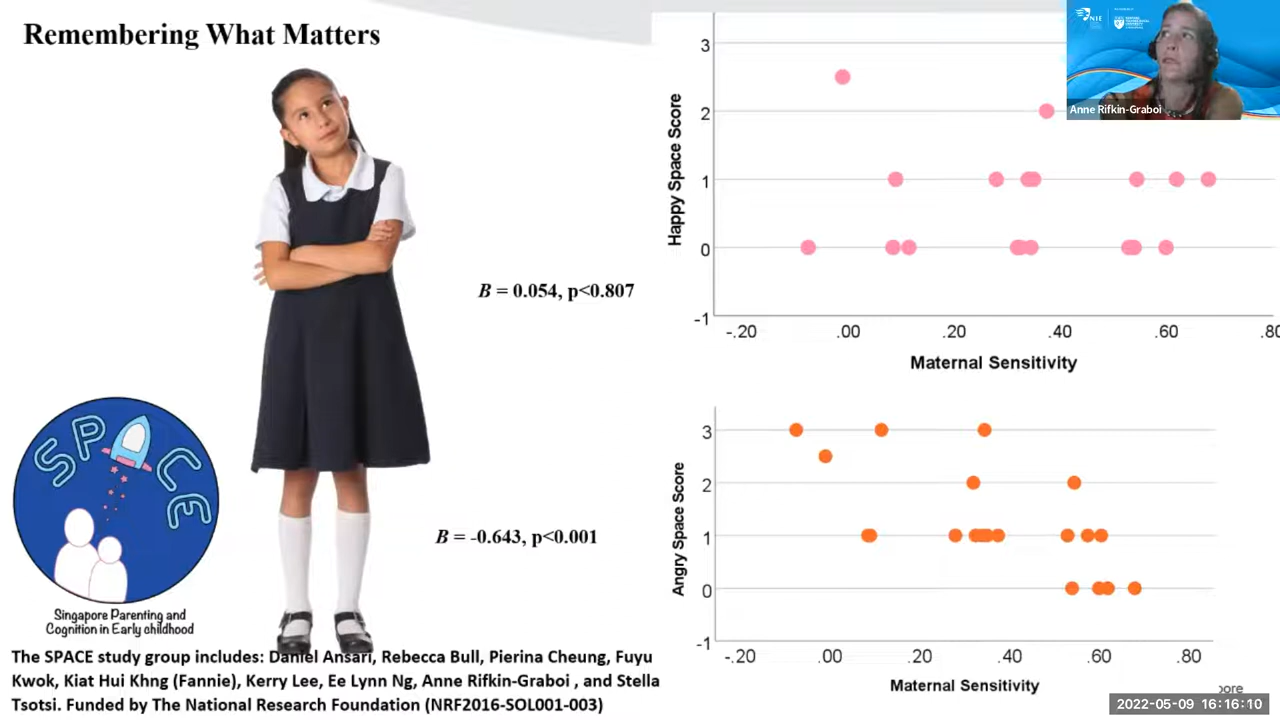 Remembering What Matters
B = 0.054, p<0.807
B = -0.643, p<0.001
SPACE
Singapore Parenting and
Cognition in Early childhood
The SPACE study group includes: Daniel Ansari, Rebecca Bull, Pierina Cheung, Fuyu
Kwok, Kiat Hui Khng (Fannie), Kerry Lee, Ee Lynn Ng, Anne Rifkin-Graboi , and Stella
Tsotsi. Funded by The National Research Foundation (NRF2016-SOL001-003)
Happy Space Score
3
2
1
0
-1
-.20 .00 .20 .40 .60 .80
Maternal Sensitivity
Angry Space Score
3
2
1
0
-1
-.20 .00 .20 .40 .60 .80
Maternal Sensitivity
NIE
Anne Rifkin-Graboi
ore
2022-05-09 16:16:10